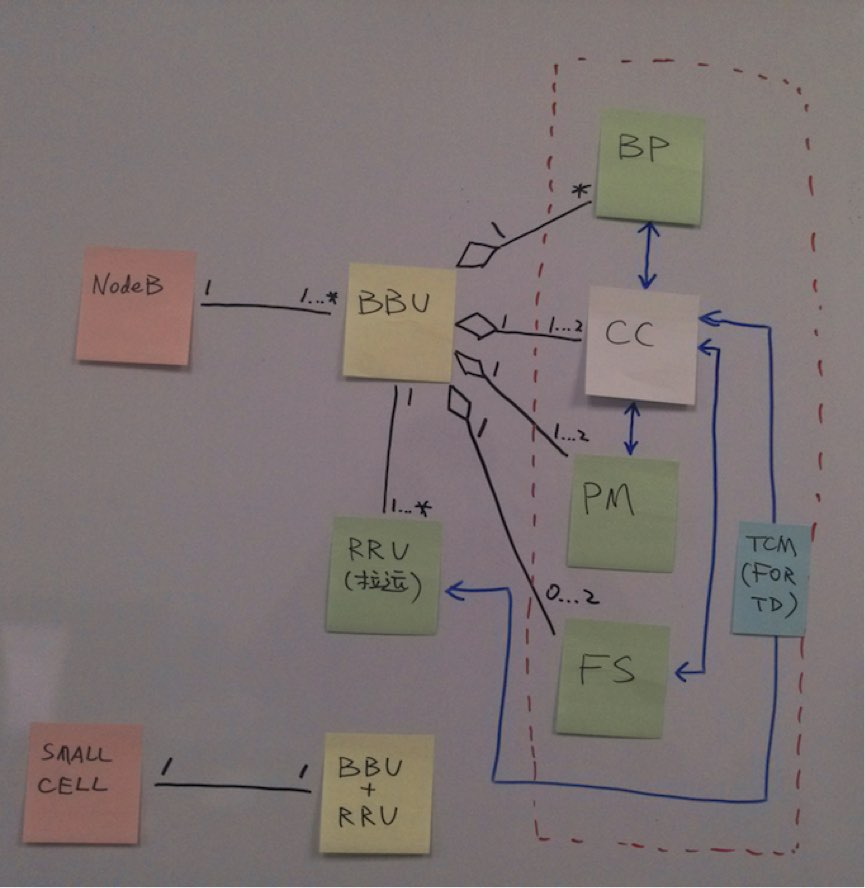 BP
*
1
NodeB
1
1...*
BBU
1
1...2
CC
1
1
1...2
1
1...*
PM
RRU
(拉远)
TCM
(FOR
TD)
0...2
FS
SMALL
CELL
1
1
BBU
+
RRU